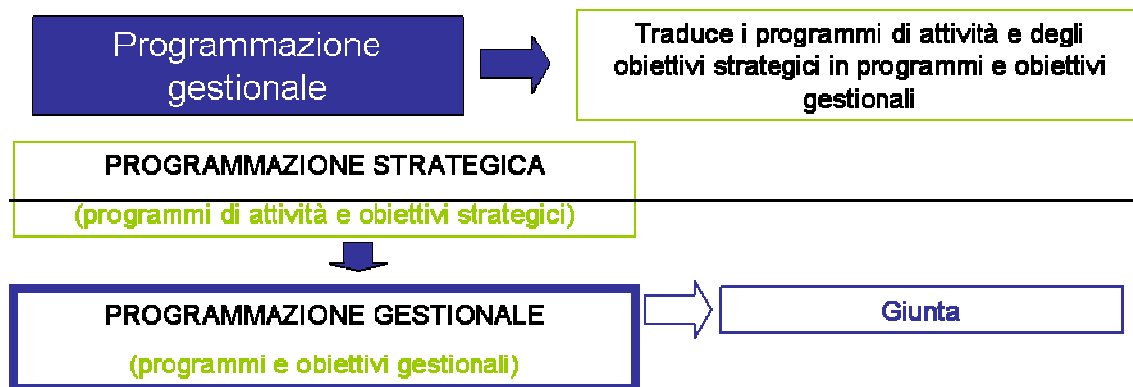 Programmazione
gestionale
Traduce i programmi di attività e degli
obiettivi strategici in programmi e obiettivi
gestionali
PROGRAMMAZIONE STRATEGICA
(programmi di attività e obiettivi strategici)
PROGRAMMAZIONE GESTIONALE
(programmi e obiettivi gestionali)
Giunta